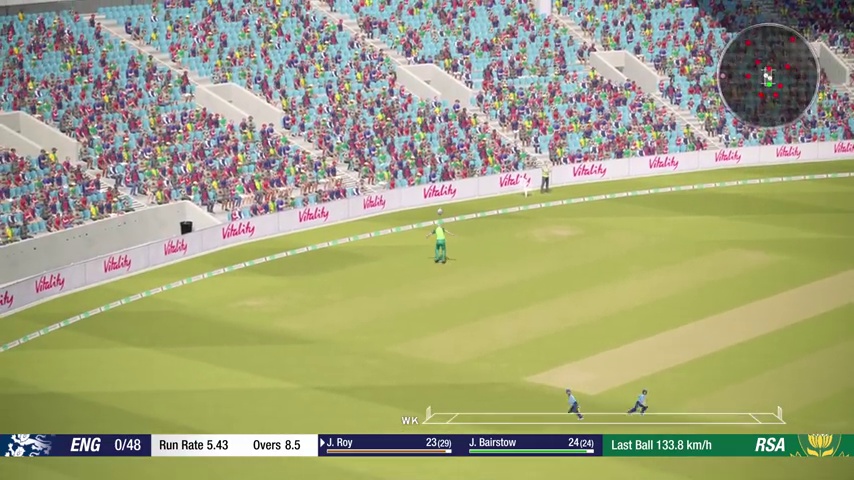 Vitality Vitality Vitality Vitality Vitality Vitality
Vitality Vitality Vitality Vitality Vitality Vitality Vitality
WK
ENG 0/48 Run Rate 5.43 Overs 8.5 J. Roy 23(29) J. Bairstow 24(24) Last Ball 133.8 km/h RSA